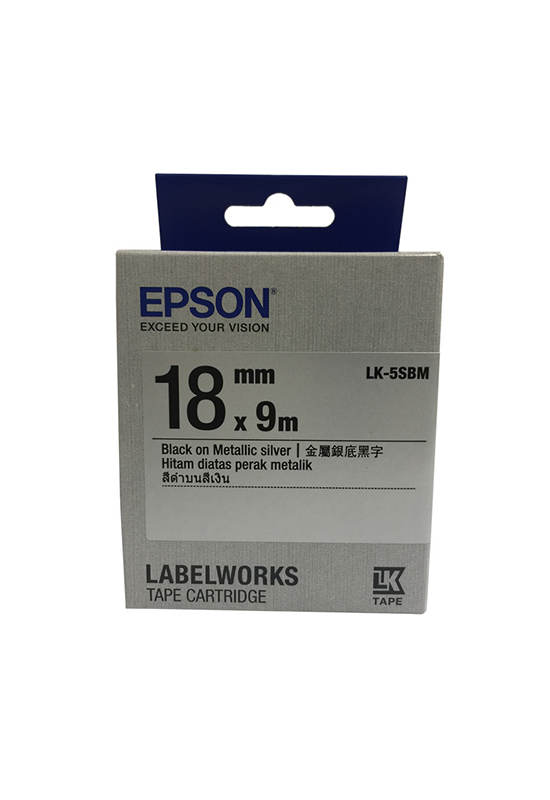 EPSON®
EXCEED YOUR VISION
18 mm x 9m
LK-5SBM
Black on Metallic silver | 金屬銀底黑字
Hitam diatas perak metalik
สีดำบนสีเงิน
LABELWORKS
TAPE CARTRIDGE
LK
TAPE